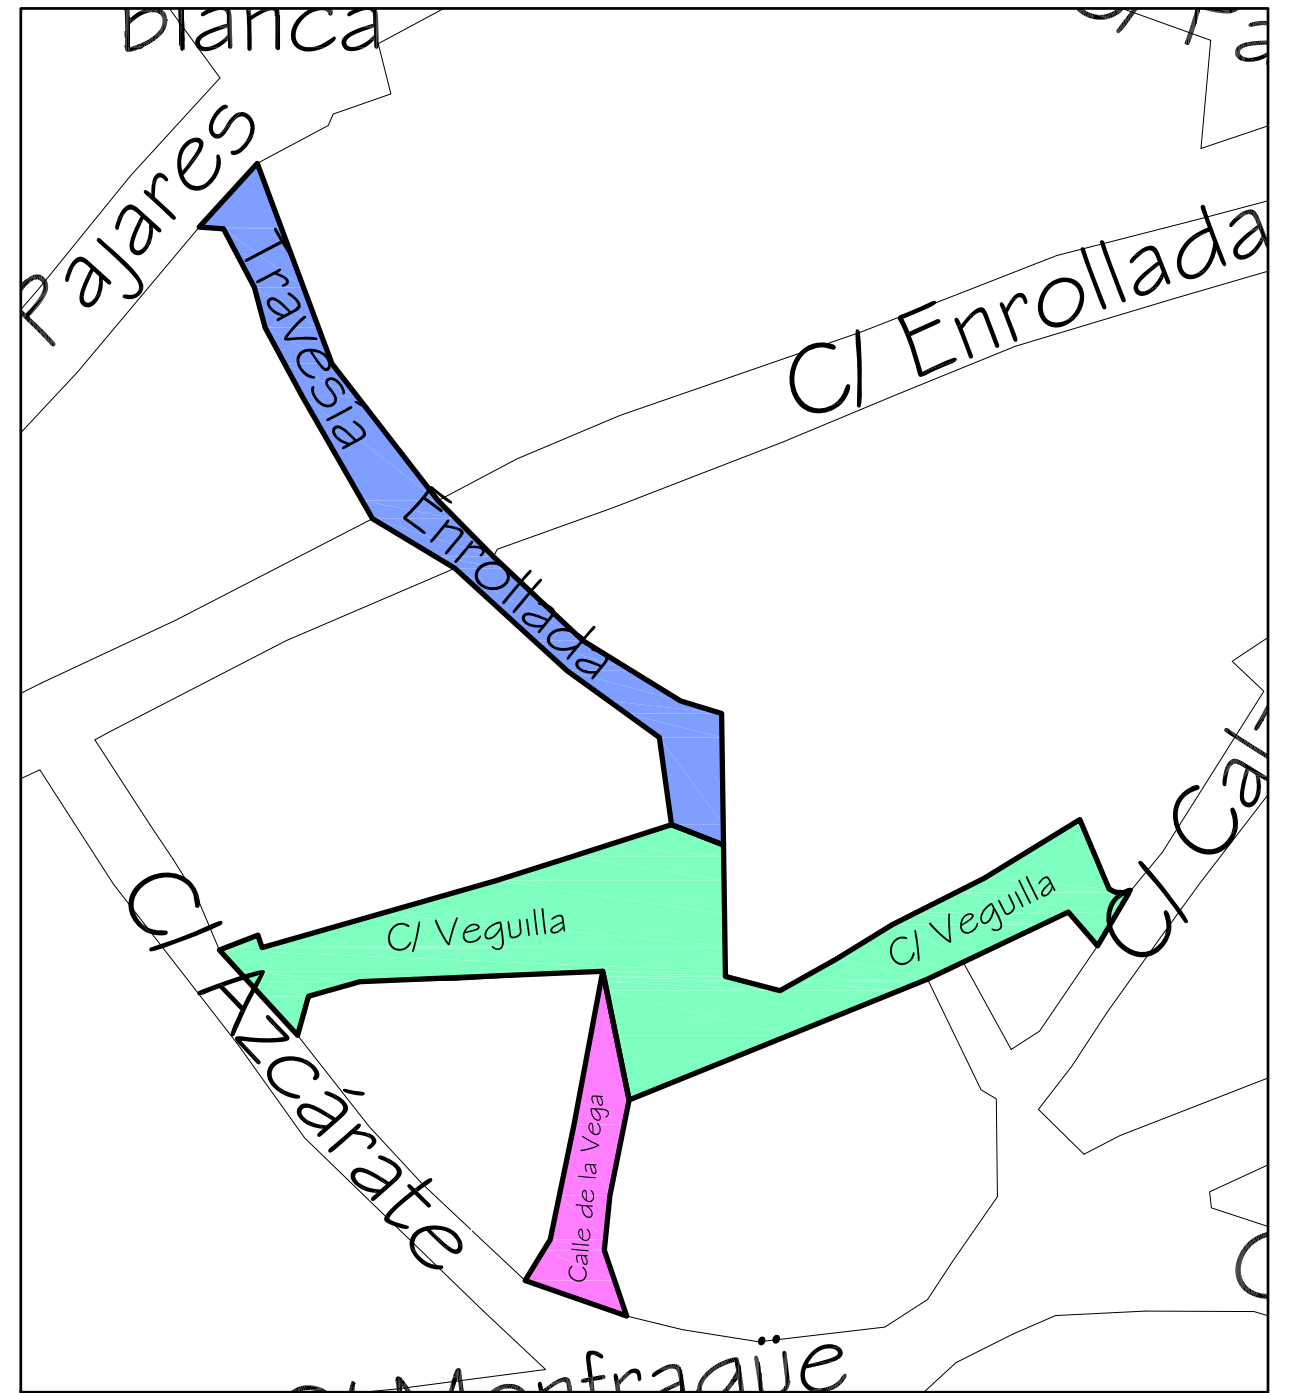 Blanca
Pajares
Travesía
Enrollada
C/ Enrollada
C/ Veguilla
C/ Veguilla
C/ Azcárate
Calle de la Vega
C/ Monfragüe